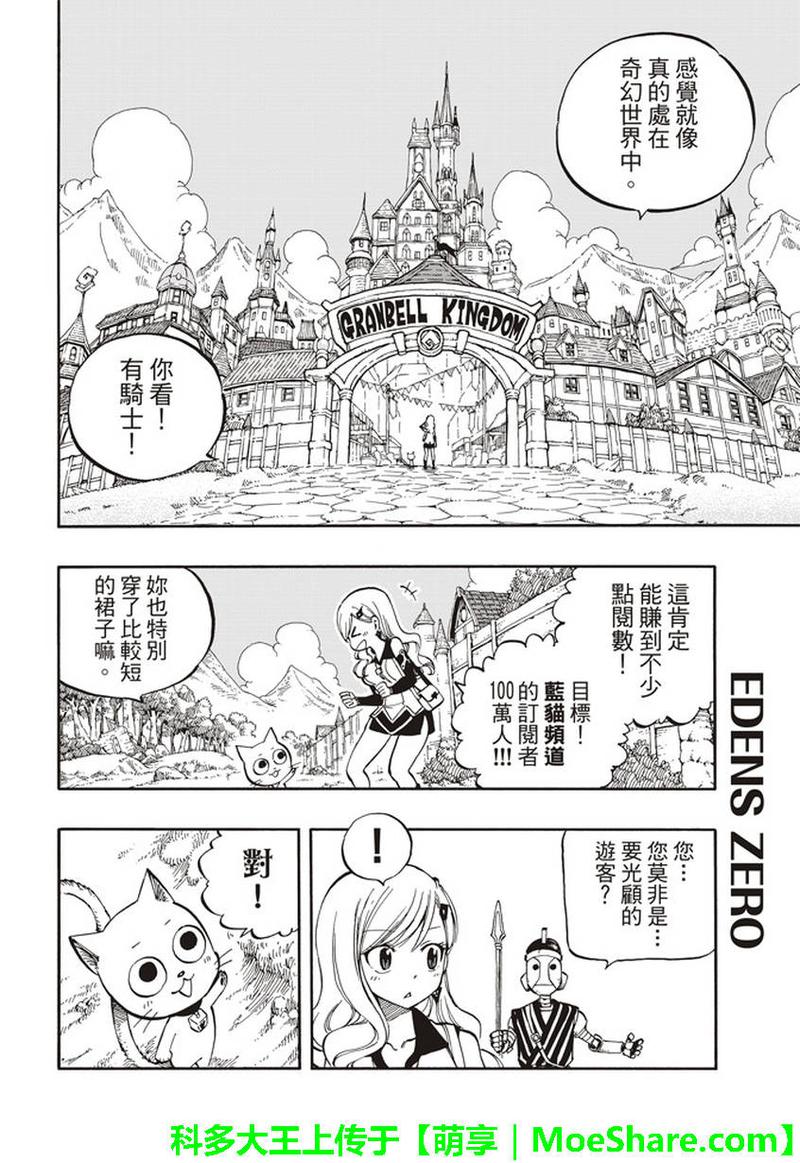 感覺就像
真的處在
奇幻世界中。
GRANBELL KINGDOM
你看！
有騎士！
這肯定
能賺到不少
點閱數！
目標！
藍貓頻道
的訂閱者
100萬人!!!
妳也特別
穿了比較短
的裙子嘛。
EDENS ZERO
您…
您莫非是…
要光顧的
遊客？
！
對！
科多大王上传于【萌享｜MoeShare.com】